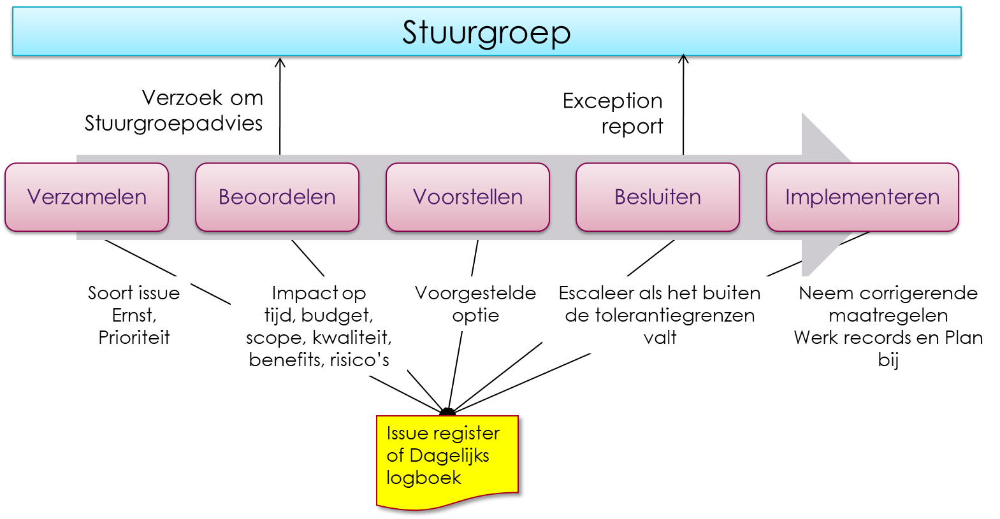 Stuurgroep
Verzoek om
Stuurgroepadvies
Exception
report
Verzamelen
Beoordelen
Voorstellen
Besluiten
Implementeren
Soort issue
Ernst,
Prioriteit
Impact op
tijd, budget,
scope, kwaliteit,
benefits, risico’s
Voorgestelde
optie
Escaleer als het buiten
de tolerantiegrenzen
valt
Neem corrigerende
maatregelen
Werk records en Plan
bij
Issue register
of Dagelijks
logboek